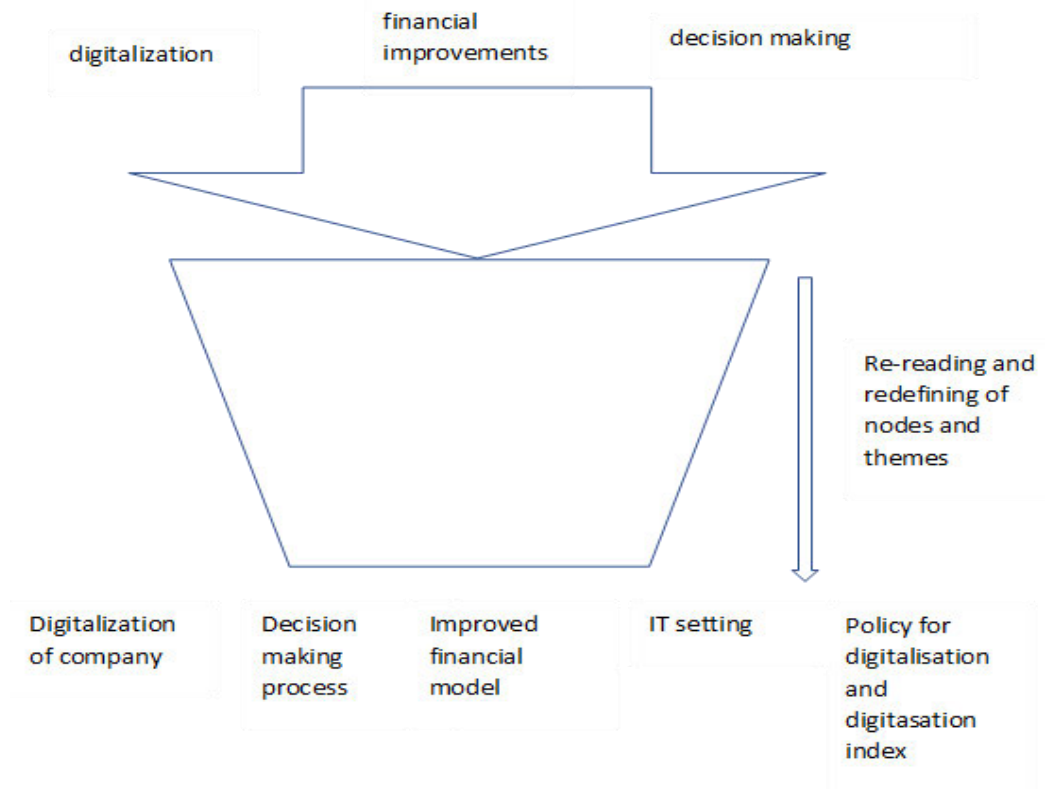 digitalization
financial
improvements
decision making
Re-reading and
redefining of
nodes and
themes
Digitalization
of company
Decision
making
process
Improved
financial
model
IT setting
Policy for
digitalisation
and
digitasation
index